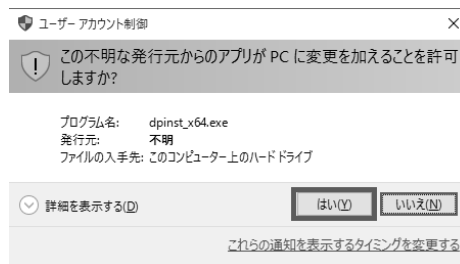 ユーザー アカウント制御
この不明な発行元からのアプリが PC に変更を加えることを許可
しますか?
プログラム名: dpinst_x64.exe
発行元: 不明
ファイルの入手先: このコンピューター上のハード ドライブ
詳細を表示する(D)
はい(Y)
いいえ(N)
これらの通知を表示するタイミングを変更する